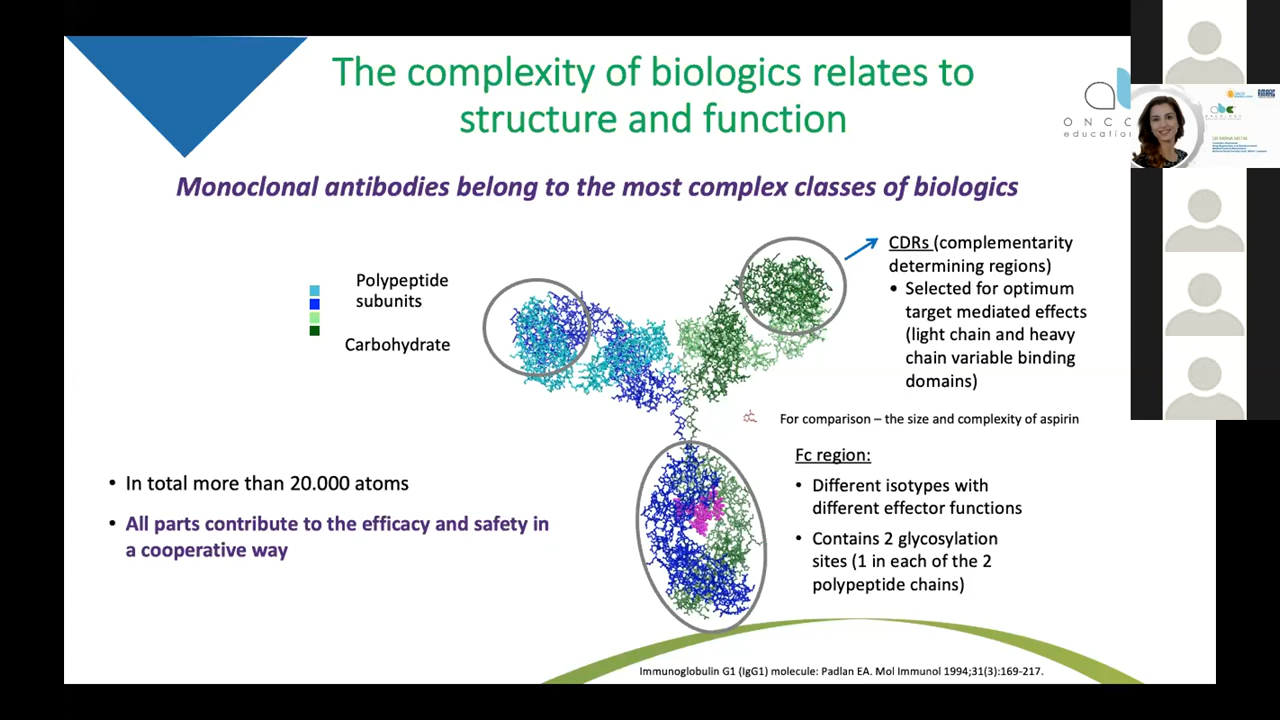 The complexity of biologics relates to
structure and function
Monoclonal antibodies belong to the most complex classes of biologics
Polypeptide
subunits
Carbohydrate
CDRs (complementarity
determining regions)
• Selected for optimum
target mediated effects
(light chain and heavy
chain variable binding
domains)
For comparison – the size and complexity of aspirin
Fc region:
• Different isotypes with
different effector functions
• Contains 2 glycosylation
sites (1 in each of the 2
polypeptide chains)
• In total more than 20.000 atoms
• All parts contribute to the efficacy and safety in
a cooperative way
Immunoglobulin G1 (IgG1) molecule: Padlan EA. Mol Immunol 1994;31(3):169-217.